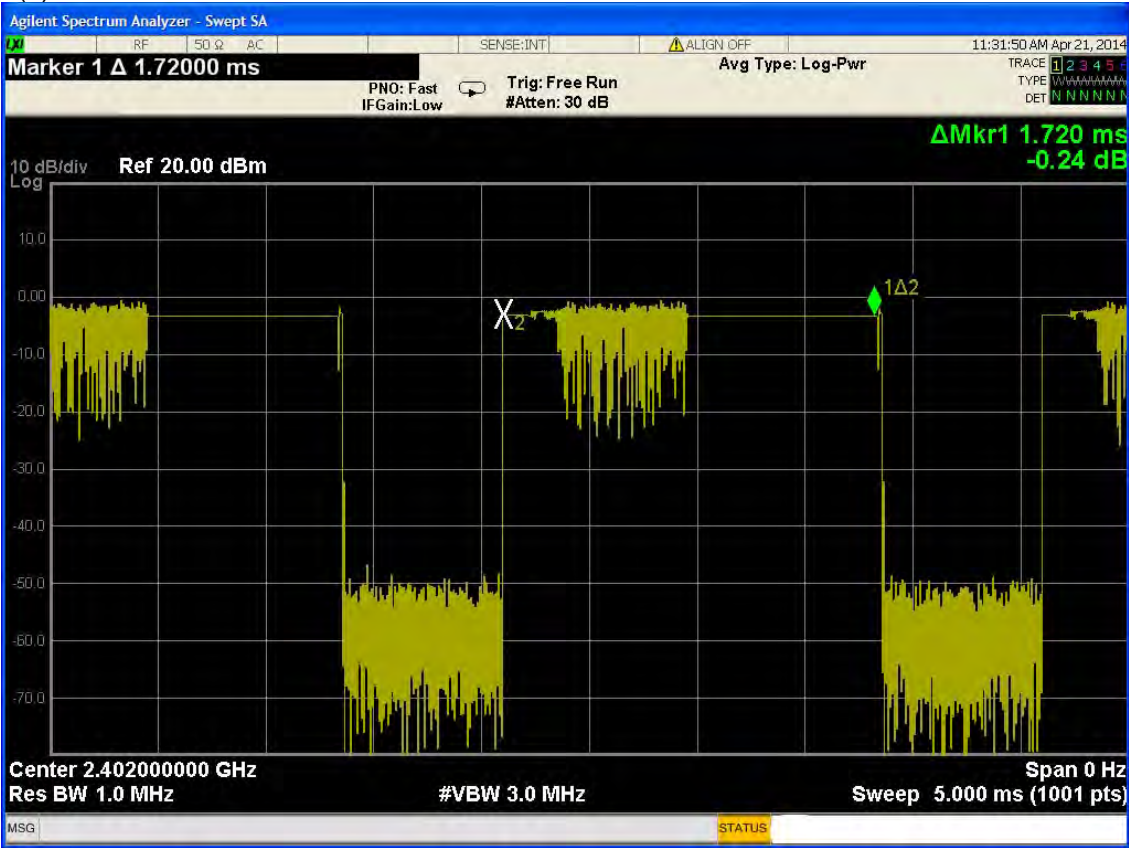 Agilent Spectrum Analyzer - Swept SA
LXI RF 50 Ω AC SENSE:INT ALIGN OFF 11:31:50 AM Apr 21, 2014
Marker 1 Δ 1.72000 ms
PNO: Fast
IFGain:Low
Trig: Free Run
#Atten: 30 dB
Avg Type: Log-Pwr
TRACE 1 2 3 4 5 6
TYPE
DET N N N N N N
ΔMkr1 1.720 ms
-0.24 dB
10 dB/div Ref 20.00 dBm
Log
10.0
0.00
-10.0
-20.0
-30.0
-40.0
-50.0
-60.0
-70.0
X2
1Δ2
Center 2.402000000 GHz Span 0 Hz
Res BW 1.0 MHz #VBW 3.0 MHz Sweep 5.000 ms (1001 pts)
MSG STATUS